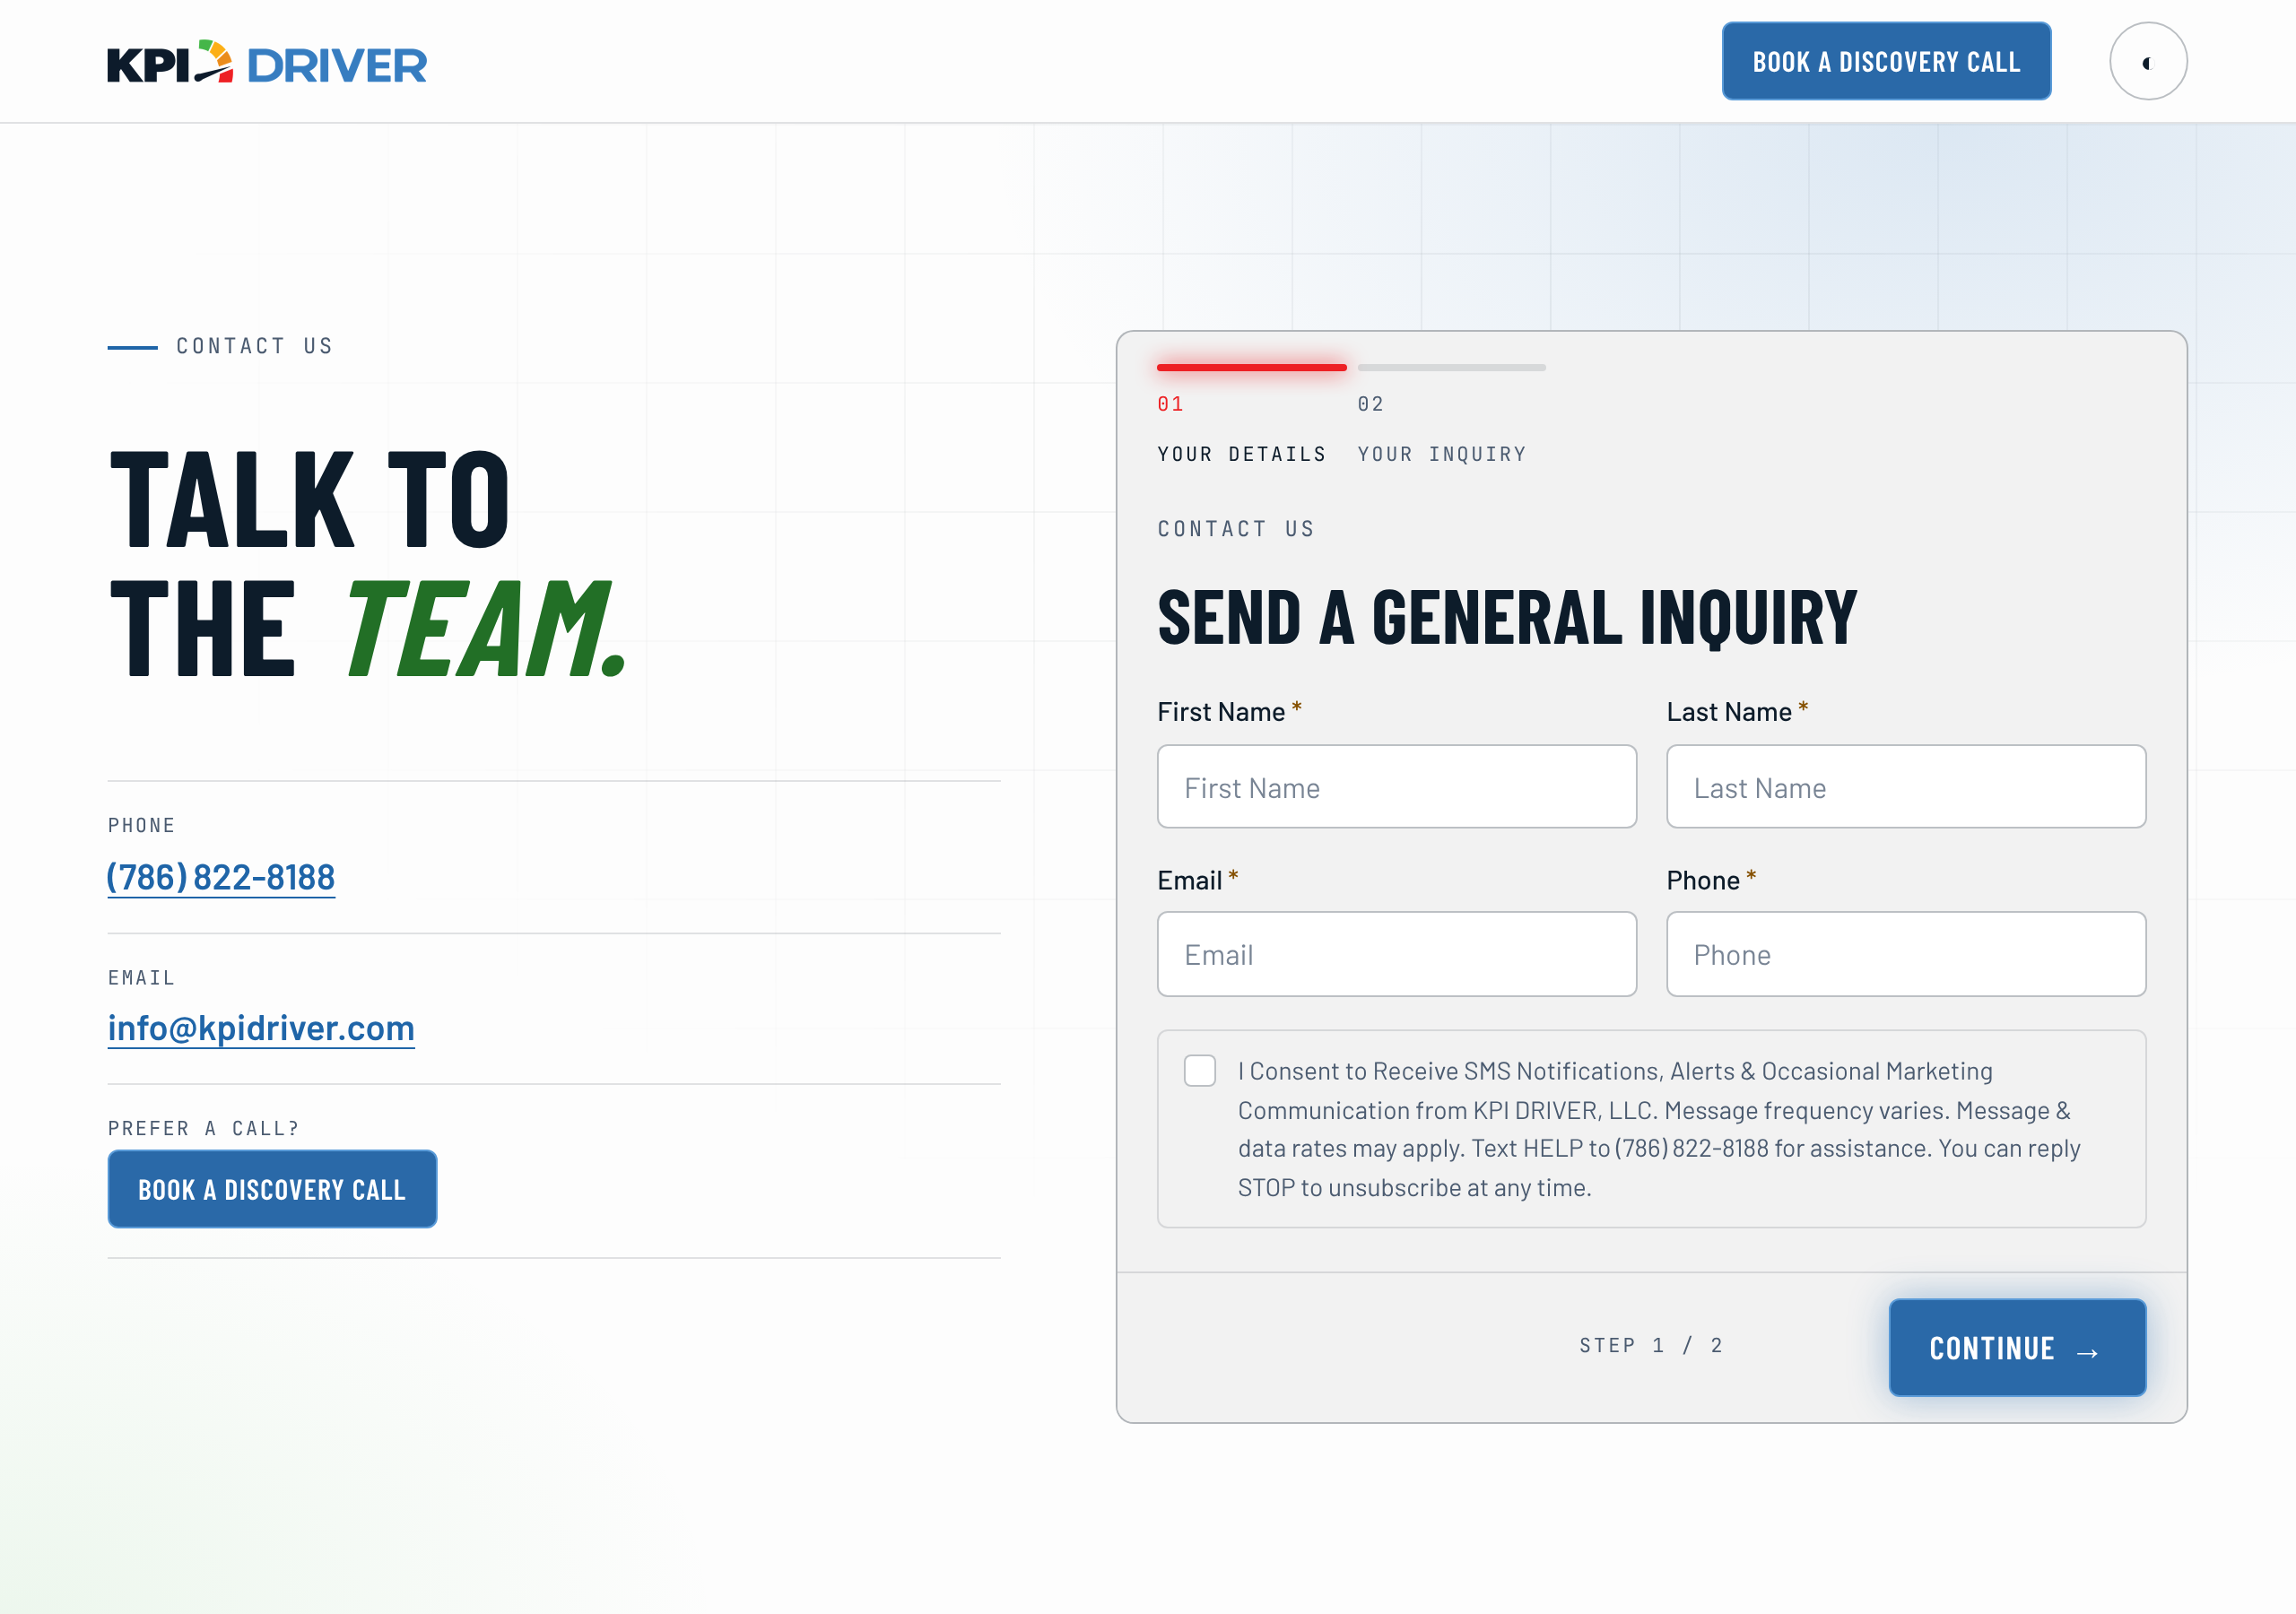 KPI DRIVER
BOOK A DISCOVERY CALL
CONTACT US
TALK TO
THE TEAM.
PHONE
(786) 822-8188
EMAIL
info@kpidriver.com
PREFER A CALL?
BOOK A DISCOVERY CALL
01
02
YOUR DETAILS
YOUR INQUIRY
CONTACT US
SEND A GENERAL INQUIRY
First Name *
Last Name *
First Name
Last Name
Email *
Phone *
Email
Phone
I Consent to Receive SMS Notifications, Alerts & Occasional Marketing
Communication from KPI DRIVER, LLC. Message frequency varies. Message &
data rates may apply. Text HELP to (786) 822-8188 for assistance. You can reply
STOP to unsubscribe at any time.
STEP 1 / 2
CONTINUE →